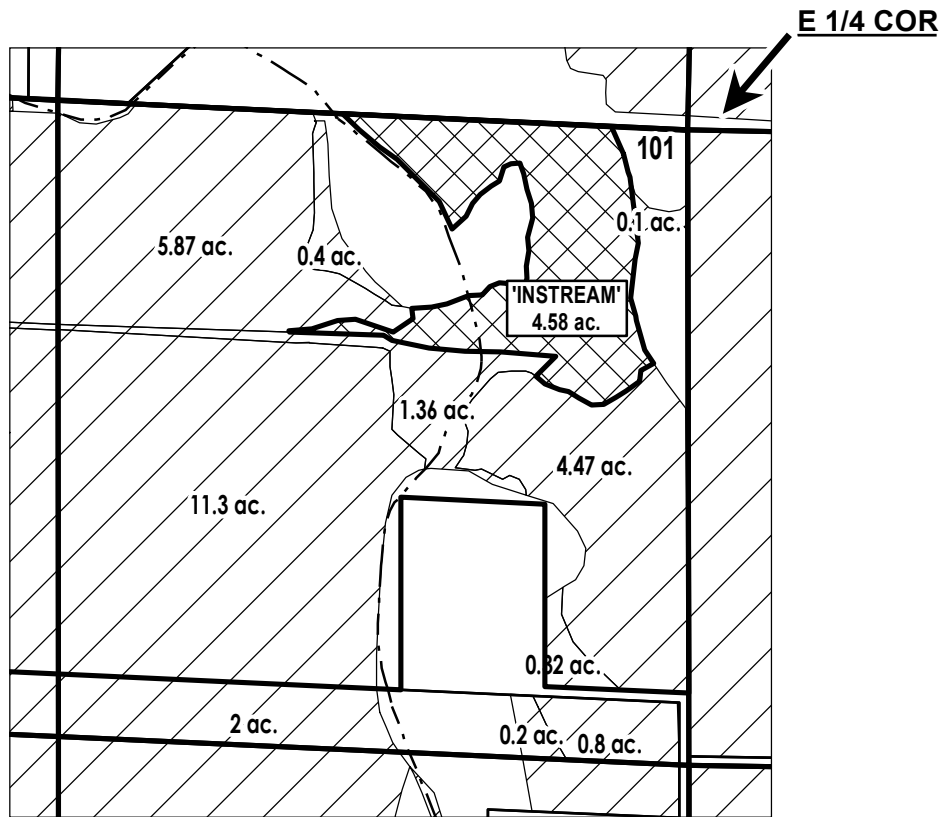 E 1/4 COR
101
0.1 ac.
5.87 ac.
0.4 ac.
'INSTREAM'
4.58 ac.
1.36 ac.
4.47 ac.
11.3 ac.
0.32 ac.
2 ac.
0.2 ac.
0.8 ac.